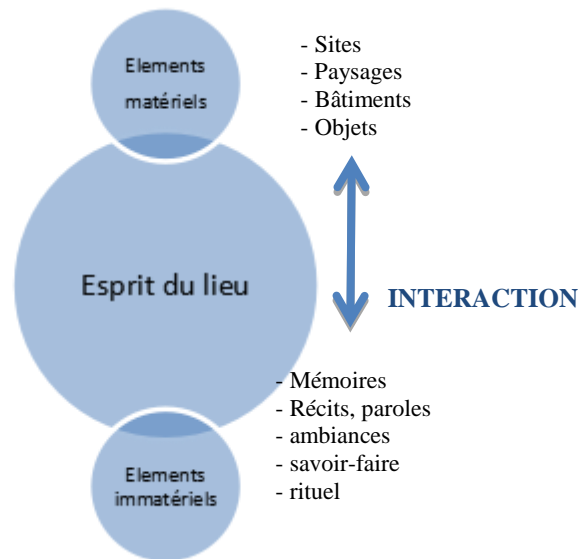 Elements
matériels
- Sites
- Paysages
- Bâtiments
- Objets
Esprit du lieu
INTERACTION
- Mémoires
- Récits, paroles
- ambiances
- savoir-faire
- rituel
Elements
immatériels